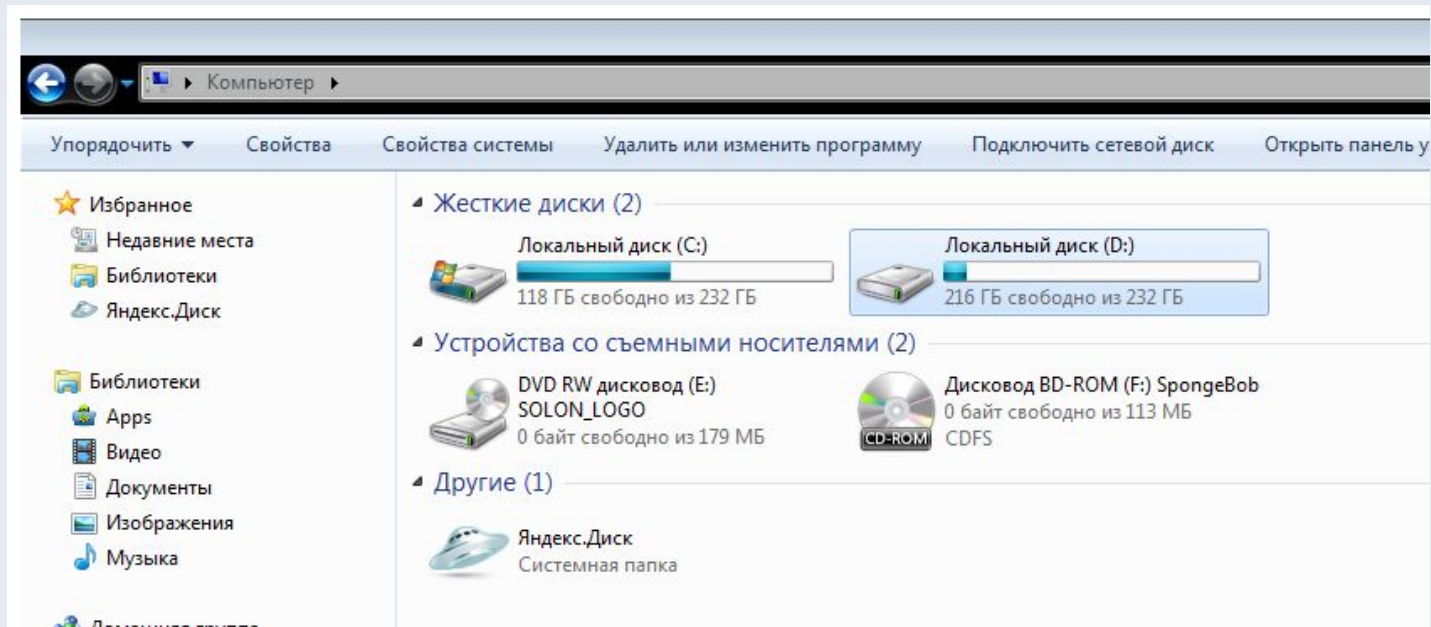 Компьютер
Упорядочить Свойства Свойства системы Удалить или изменить программу Подключить сетевой диск Открыть панель у
Избранное
Недавние места
Библиотеки
Яндекс.Диск
Библиотеки
Apps
Видео
Документы
Изображения
Музыка
Домашняя группа
Жесткие диски (2)
Локальный диск (C:)
118 ГБ свободно из 232 ГБ
Локальный диск (D:)
216 ГБ свободно из 232 ГБ
Устройства со съемными носителями (2)
DVD RW дисковод (E:)
SOLON_LOGO
0 байт свободно из 179 МБ
Дисковод BD-ROM (F:) SpongeBob
0 байт свободно из 113 МБ
CD-ROM
CDFS
Другие (1)
Яндекс.Диск
Системная папка